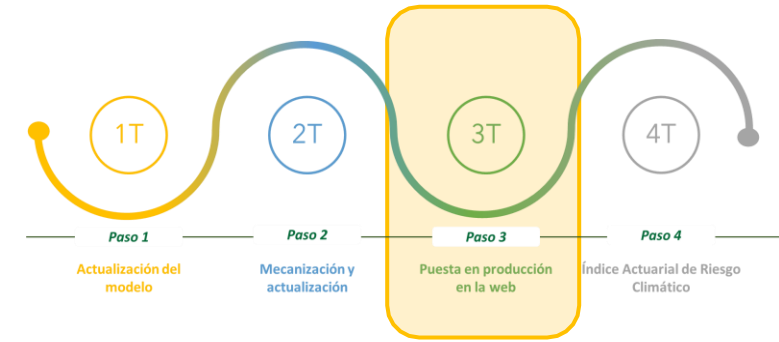 1T
2T
3T
4T
Paso 1
Paso 2
Paso 3
Paso 4
Actualización del
modelo
Mecanización y
actualización
Puesta en producción
en la web
Índice Actuarial de Riesgo
Climático